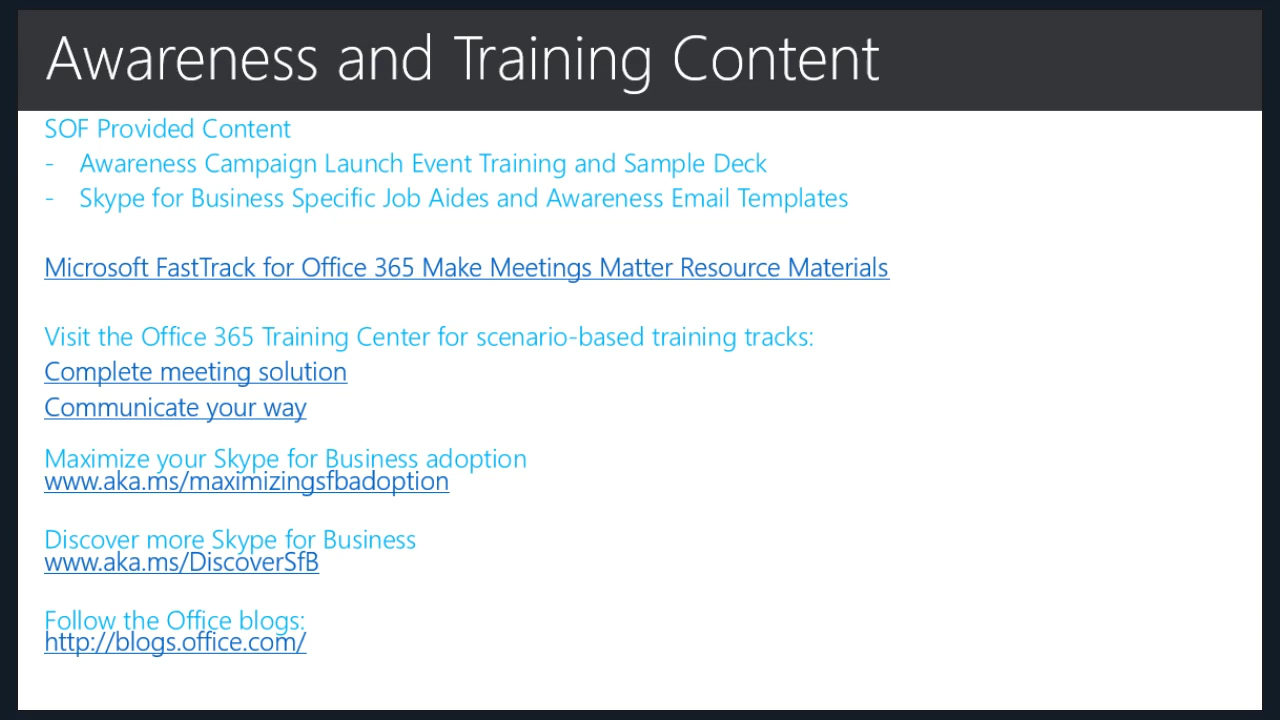 Awareness and Training Content
SOF Provided Content
- Awareness Campaign Launch Event Training and Sample Deck
- Skype for Business Specific Job Aides and Awareness Email Templates
Microsoft FastTrack for Office 365 Make Meetings Matter Resource Materials
Visit the Office 365 Training Center for scenario-based training tracks:
Complete meeting solution
Communicate your way
Maximize your Skype for Business adoption
www.aka.ms/maximizingsfbadoption
Discover more Skype for Business
www.aka.ms/DiscoverSfB
Follow the Office blogs:
http://blogs.office.com/